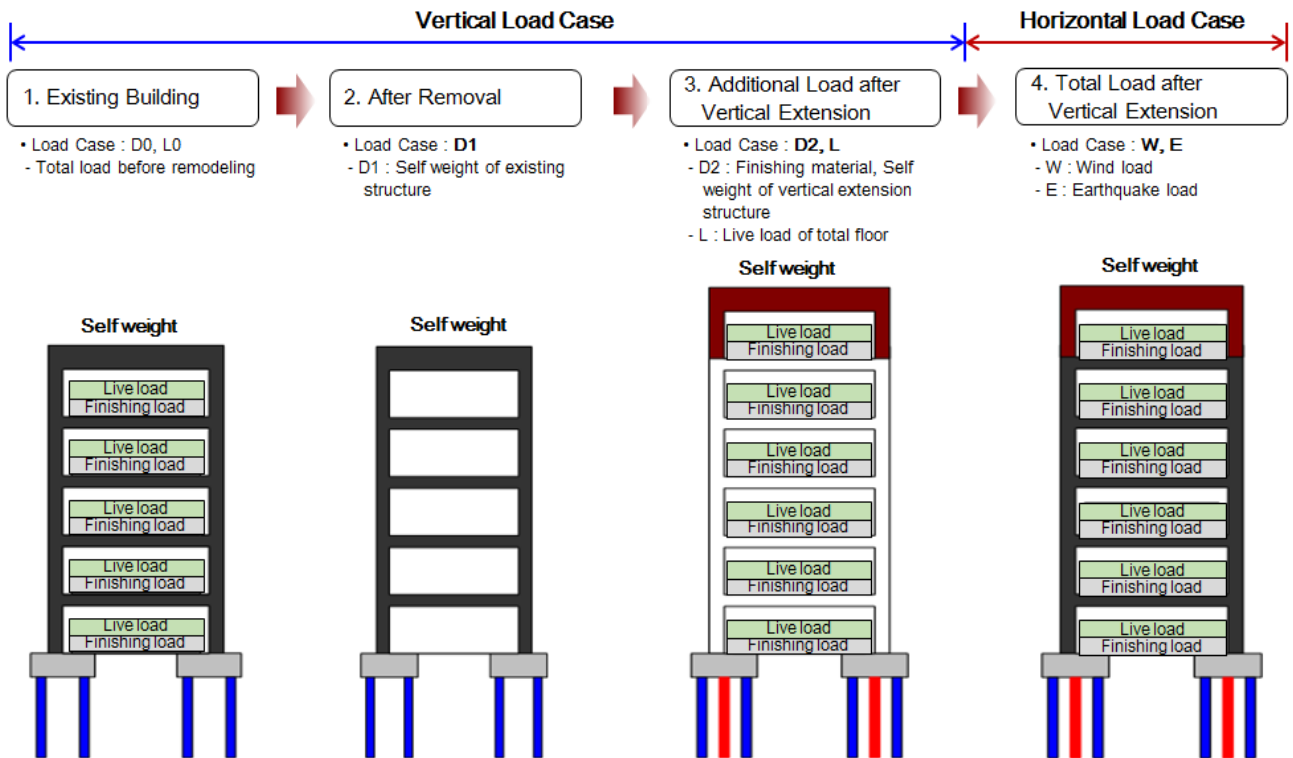 Vertical Load Case
Horizontal Load Case
1. Existing Building
• Load Case : D0, L0
- Total load before remodeling
2. After Removal
• Load Case : D1
- D1 : Self weight of existing
structure
3. Additional Load after
Vertical Extension
• Load Case : D2, L
- D2 : Finishing material, Self
weight of vertical extension
structure
- L : Live load of total floor
4. Total Load after
Vertical Extension
• Load Case : W, E
- W : Wind load
- E : Earthquake load
Self weight
Live load
Finishing load
Live load
Finishing load
Live load
Finishing load
Live load
Finishing load
Live load
Finishing load
Self weight
Self weight
Live load
Finishing load
Live load
Finishing load
Live load
Finishing load
Live load
Finishing load
Live load
Finishing load
Live load
Finishing load
Self weight
Live load
Finishing load
Live load
Finishing load
Live load
Finishing load
Live load
Finishing load
Live load
Finishing load
Live load
Finishing load